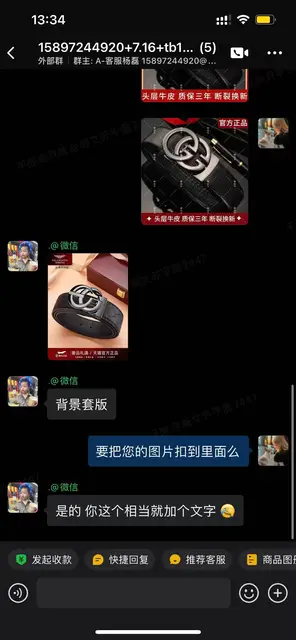 13:34
15897244920+7.16+tb1... (5)
外部群 | 群主: A-客服杨磊 15897244920@...
头层牛皮 质保三年 断裂换新
官方正品
头层牛皮 质保三年 断裂换新
.@微信
.@微信
背景套版
要把您的图片扣到里面么
.@微信
是的 你这个相当就加个文字
发起收款
快捷回复
推荐客服
商品图册